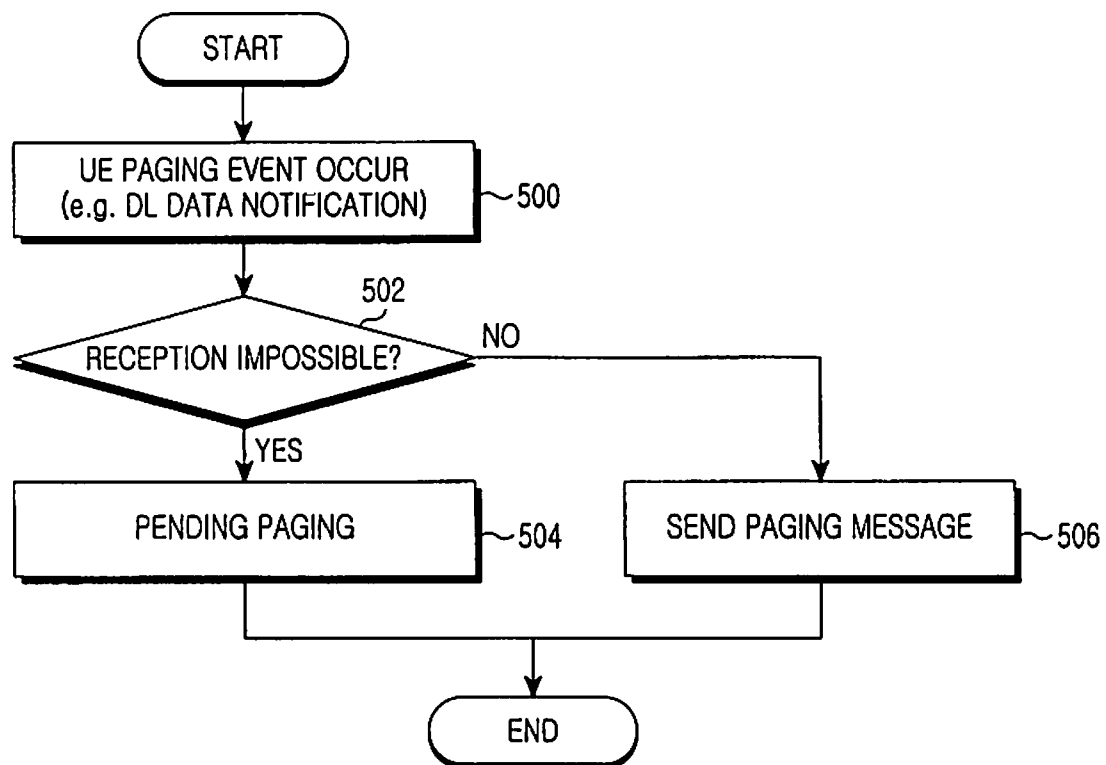 START
UE PAGING EVENT OCCUR
(e.g. DL DATA NOTIFICATION)
500
502
RECEPTION IMPOSSIBLE?
NO
YES
PENDING PAGING
504
SEND PAGING MESSAGE
506
END